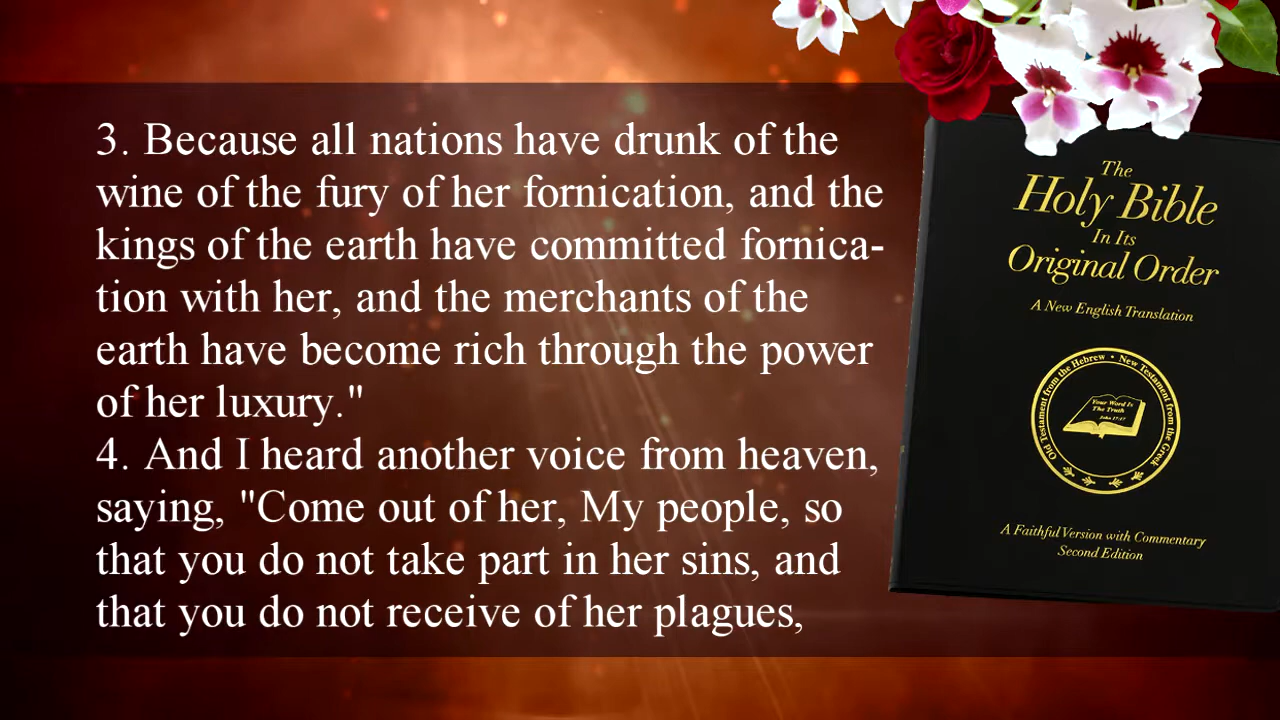 3. Because all nations have drunk of the
wine of the fury of her fornication, and the
kings of the earth have committed fornica-
tion with her, and the merchants of the
earth have become rich through the power
of her luxury."
4. And I heard another voice from heaven,
saying, "Come out of her, My people, so
that you do not take part in her sins, and
that you do not receive of her plagues,
The
Holy Bible
In Its
Original Order
A New English Translation
Old Testament from the Hebrew • New Testament from the Greek
Your Word Is
The Truth
John 17:17
A Faithful Version with Commentary
Second Edition